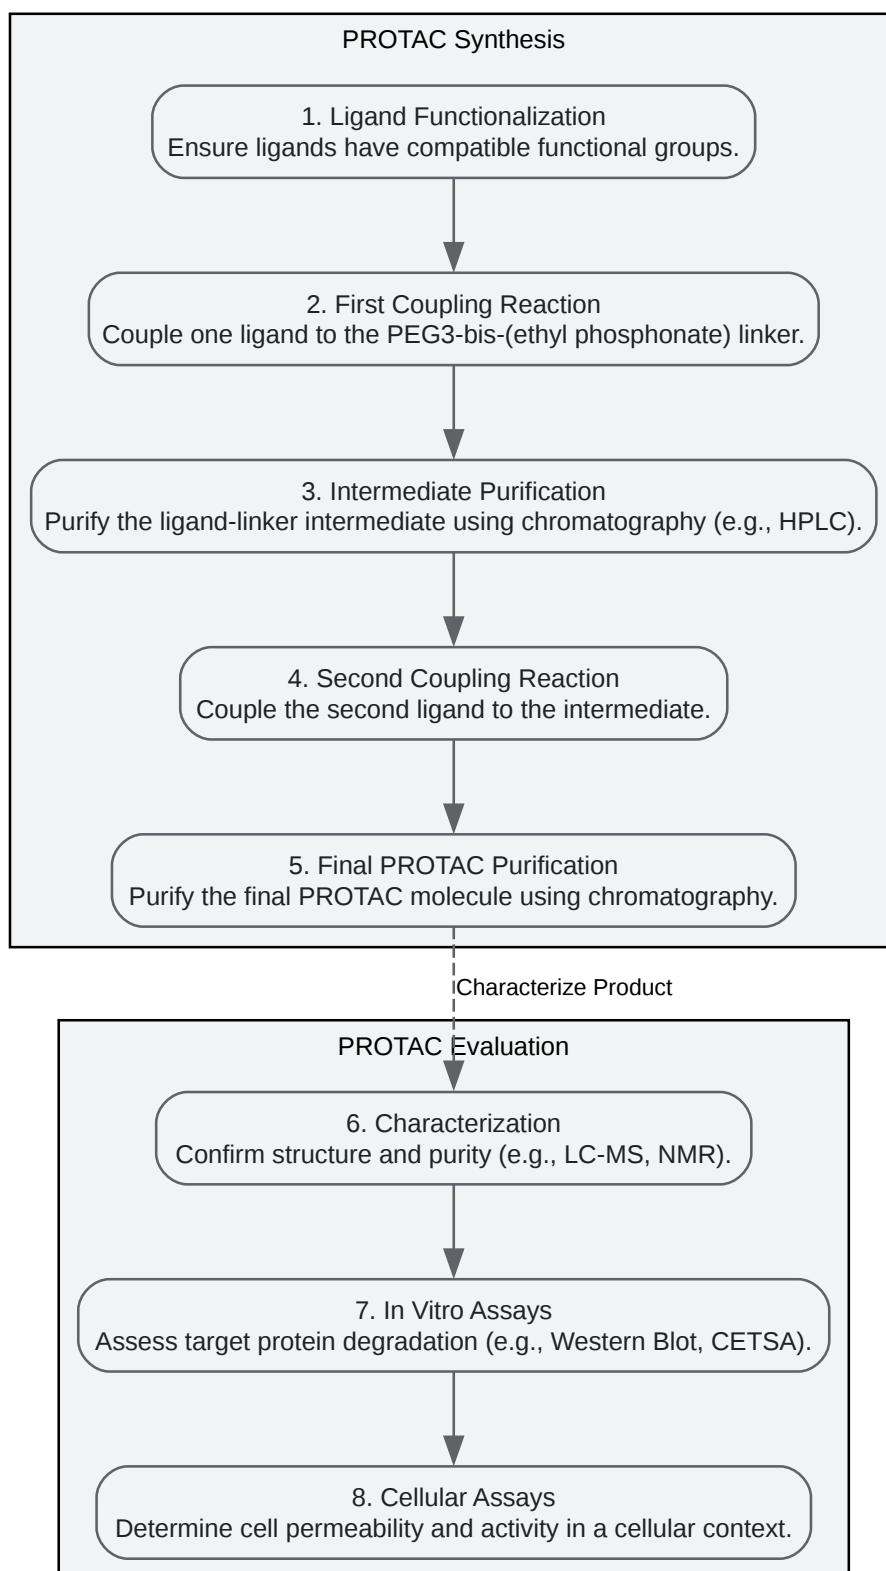 PROTAC Synthesis
1. Ligand Functionalization
Ensure ligands have compatible functional groups.
2. First Coupling Reaction
Couple one ligand to the PEG3-bis-(ethyl phosphonate) linker.
3. Intermediate Purification
Purify the ligand-linker intermediate using chromatography (e.g., HPLC).
4. Second Coupling Reaction
Couple the second ligand to the intermediate.
5. Final PROTAC Purification
Purify the final PROTAC molecule using chromatography.
Characterize Product
PROTAC Evaluation
6. Characterization
Confirm structure and purity (e.g., LC-MS, NMR).
7. In Vitro Assays
Assess target protein degradation (e.g., Western Blot, CETSA).
8. Cellular Assays
Determine cell permeability and activity in a cellular context.